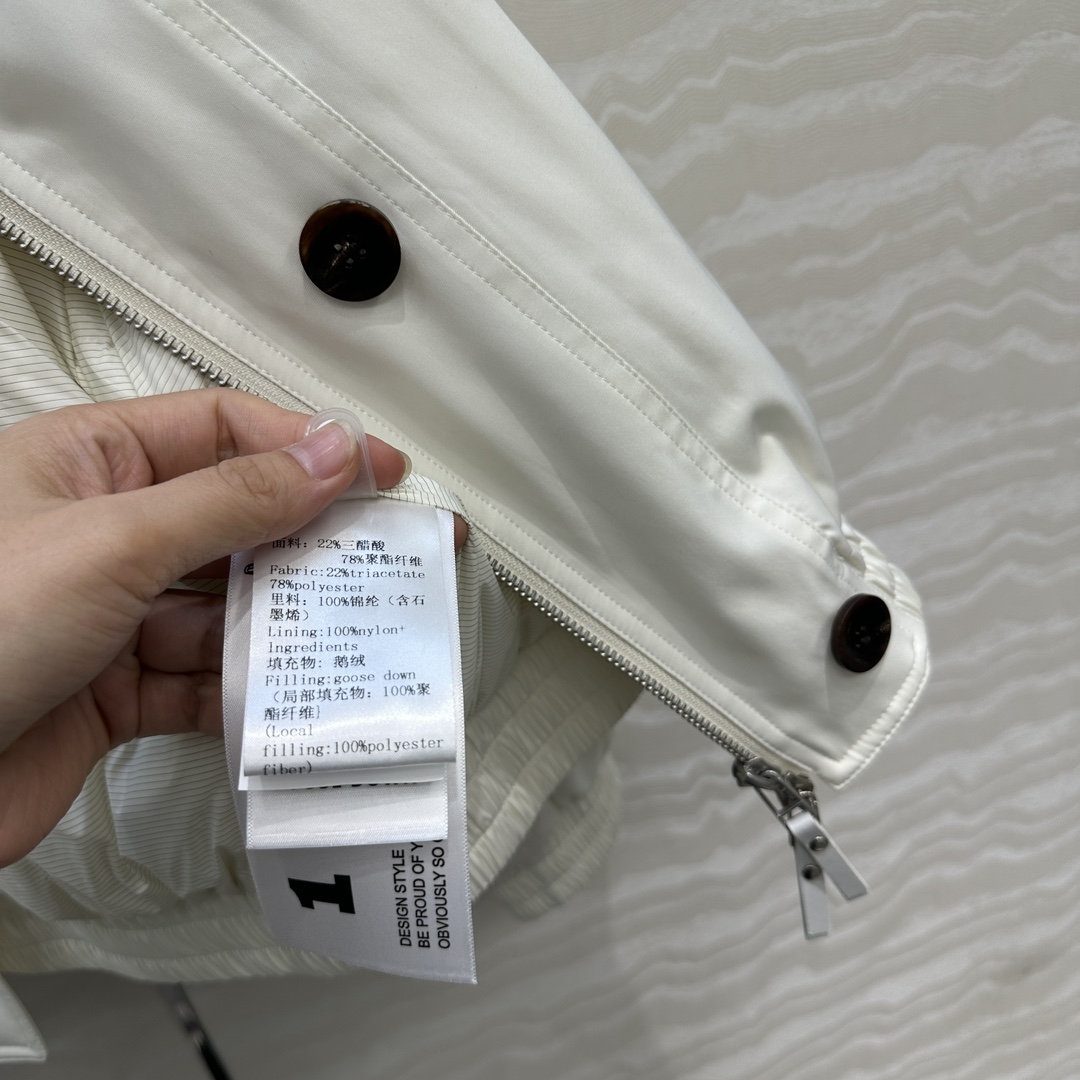 面料：22%三醋酸
78%聚酯纤维
Fabric:22%triacetate
78%polyester
里料：100%锦纶（含石
墨烯）
Lining:100%nylon+
lngredients
填充物：鹅绒
Filling:goose down
（局部填充物：100%聚
酯纤维}
(Local
filling:100%polyester
fiber)
1
DESIGN STYLE
BE PROUD OF
OBVIOUSLY SO